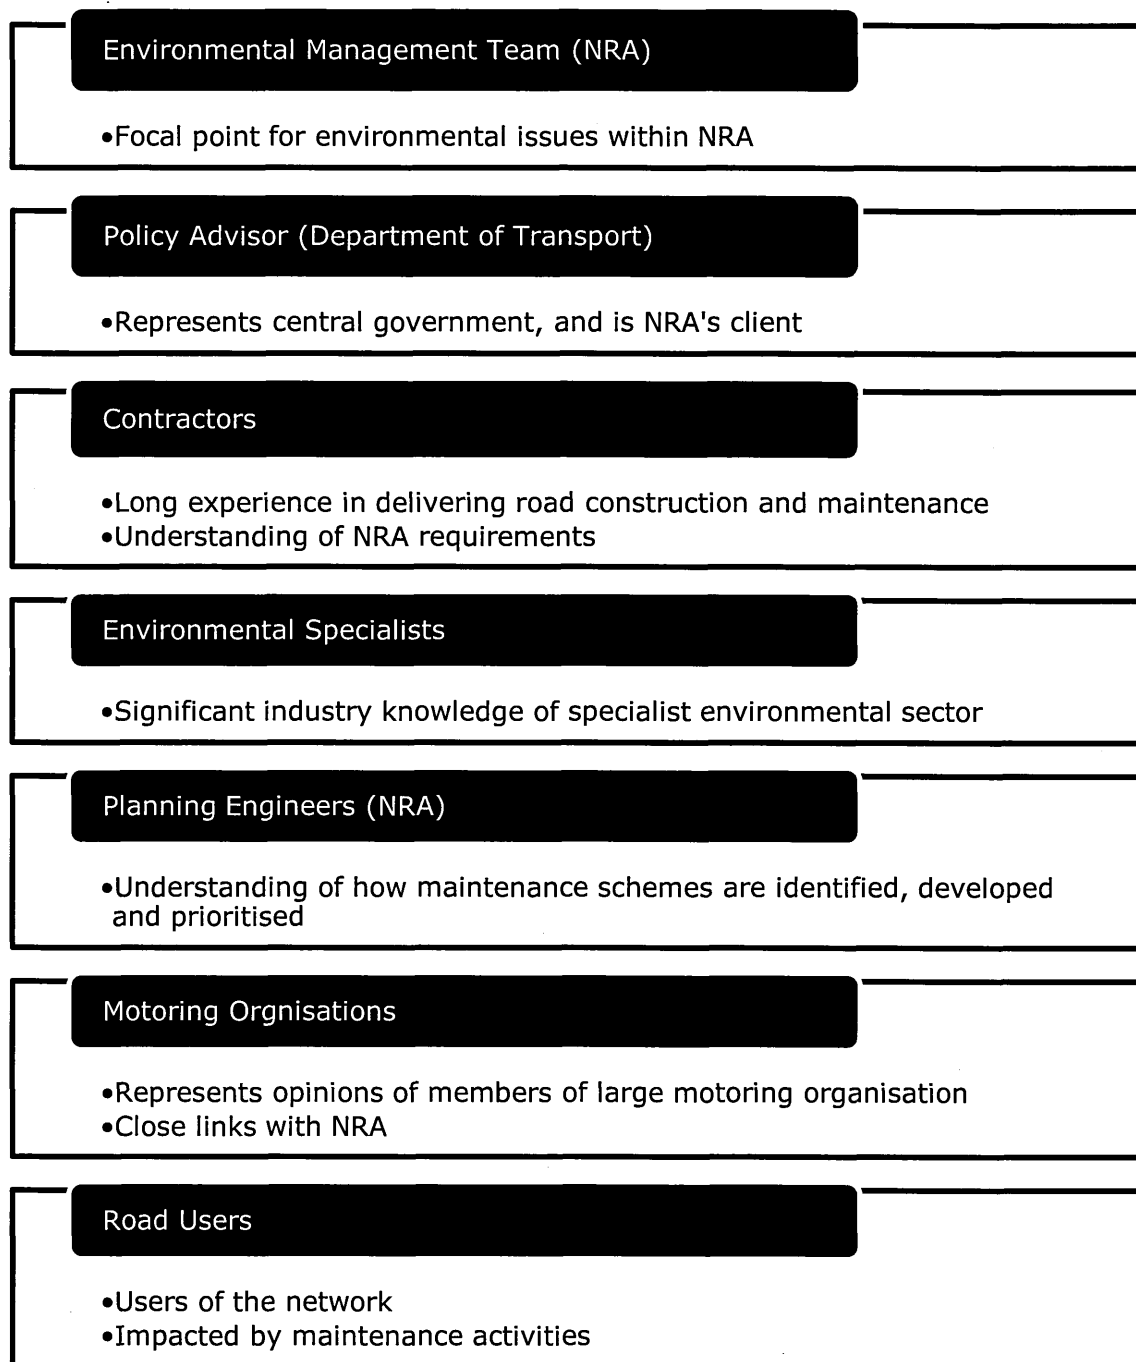 Environmental Management Team (NRA)
•Focal point for environmental issues within NRA
Policy Advisor (Department of Transport)
•Represents central government, and is NRA's client
Contractors
•Long experience in delivering road construction and maintenance
•Understanding of NRA requirements
Environmental Specialists
•Significant industry knowledge of specialist environmental sector
Planning Engineers (NRA)
•Understanding of how maintenance schemes are identified, developed
and prioritised
Motoring Orgnisations
•Represents opinions of members of large motoring organisation
•Close links with NRA
Road Users
•Users of the network
•Impacted by maintenance activities